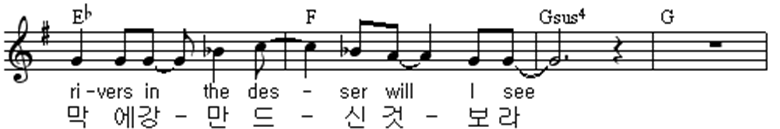 E♭ F Gsus4 G
ri-vers in the des - ser will I see
막 에강 - 만 드 - 신 것 - 보 라